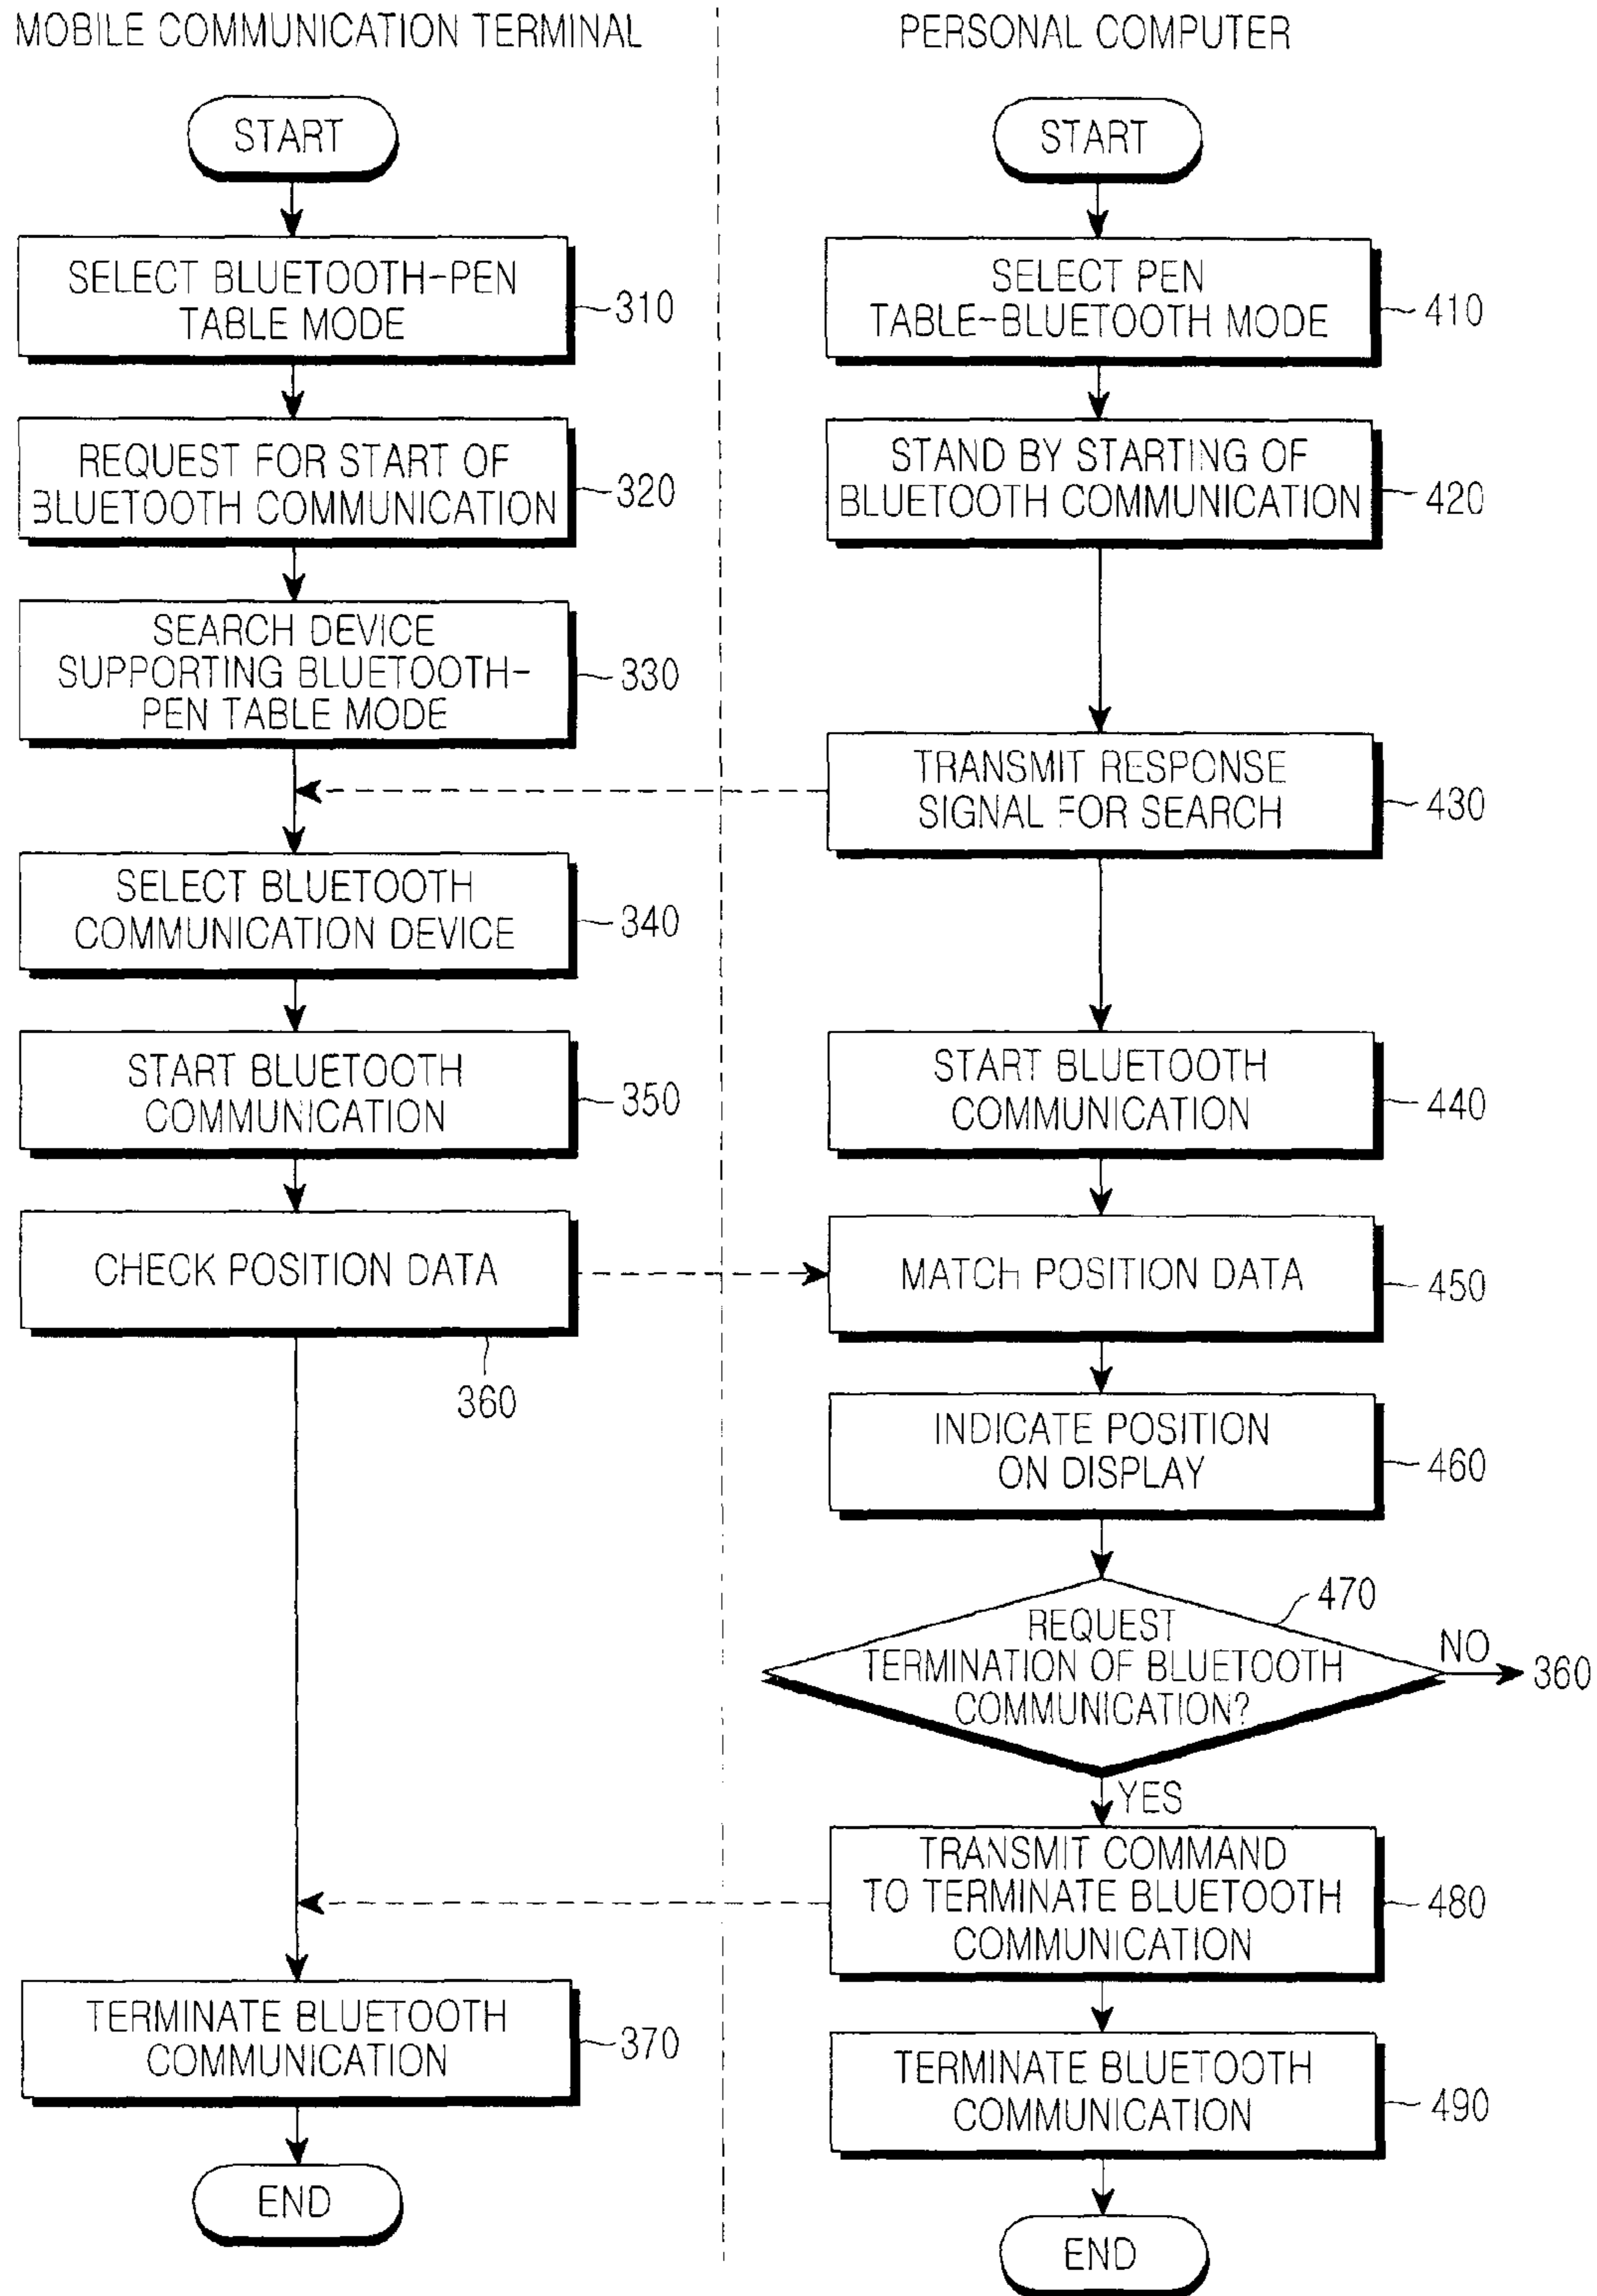 MOBILE COMMUNICATION TERMINAL
START
SELECT BLUETOOTH-PEN
TABLE MODE
310
REQUEST FOR START OF
BLUETOOTH COMMUNICATION
320
SEARCH DEVICE
SUPPORTING BLUETOOTH-
PEN TABLE MODE
330
SELECT BLUETOOTH
COMMUNICATION DEVICE
340
START BLUETOOTH
COMMUNICATION
350
CHECK POSITION DATA
360
TERMINATE BLUETOOTH
COMMUNICATION
370
END
PERSONAL COMPUTER
START
SELECT PEN
TABLE-BLUETOOTH MODE
410
STAND BY STARTING OF
BLUETOOTH COMMUNICATION
420
TRANSMIT RESPONSE
SIGNAL FOR SEARCH
430
START BLUETOOTH
COMMUNICATION
440
MATCH POSITION DATA
450
INDICATE POSITION
ON DISPLAY
460
470
REQUEST
TERMINATION OF BLUETOOTH
COMMUNICATION?
NO
360
YES
TRANSMIT COMMAND
TO TERMINATE BLUETOOTH
COMMUNICATION
480
TERMINATE BLUETOOTH
COMMUNICATION
490
END